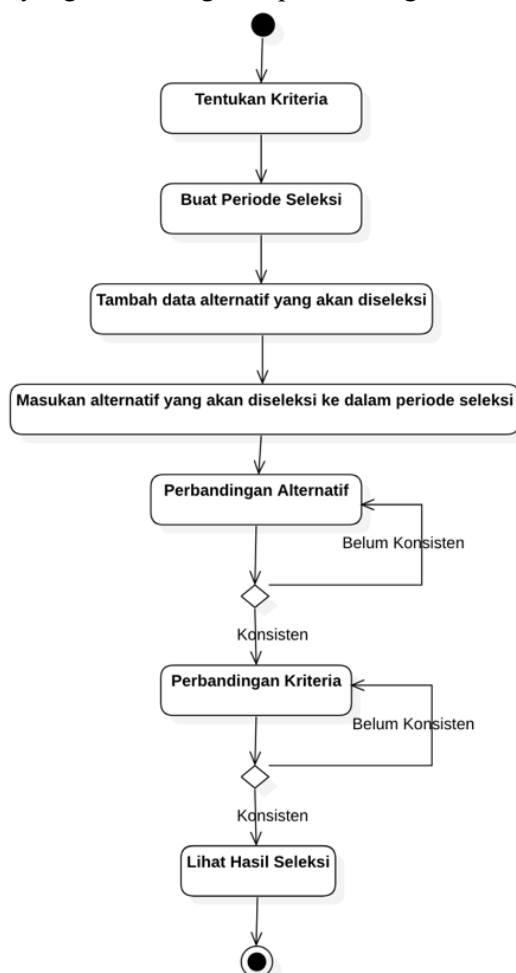 Tentukan Kriteria
Buat Periode Seleksi
Tambah data alternatif yang akan diseleksi
Masukan alternatif yang akan diseleksi ke dalam periode seleksi
Perbandingan Alternatif
Belum Konsisten
Konsisten
Perbandingan Kriteria
Belum Konsisten
Konsisten
Lihat Hasil Seleksi